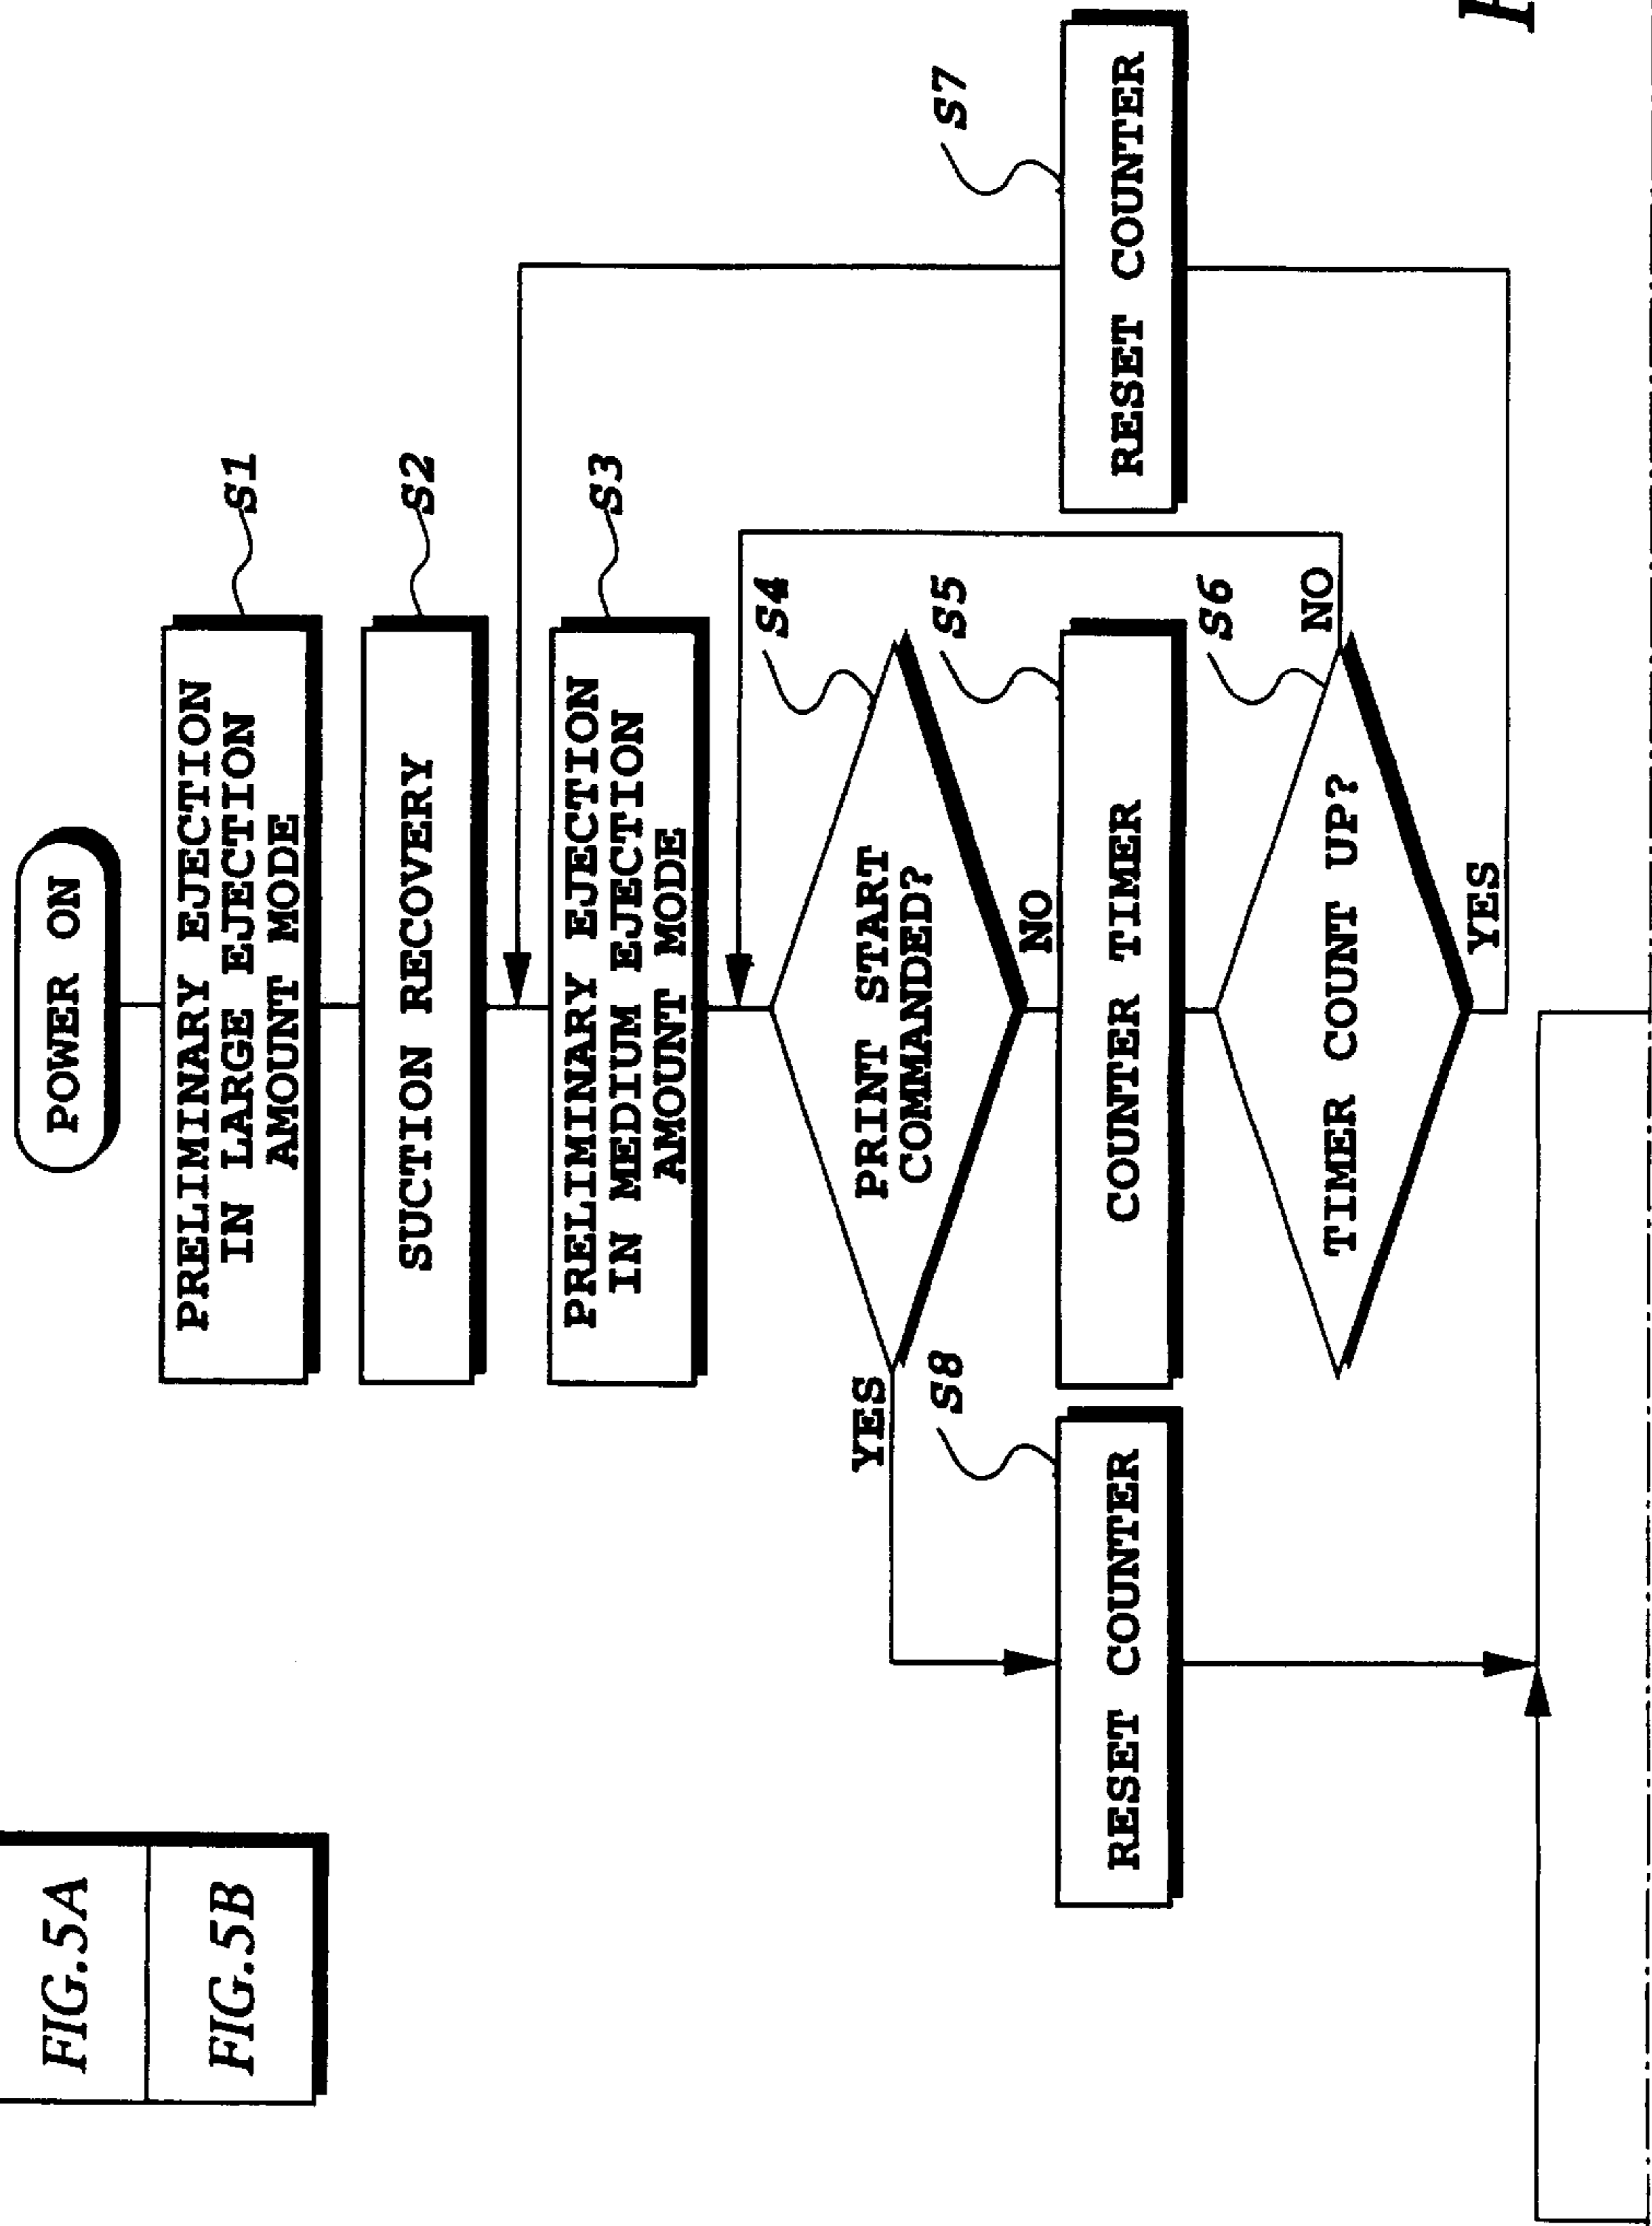 FIG.5A
FIG.5B
POWER ON
PRELIMINARY EJECTION
IN LARGE EJECTION
AMOUNT MODE
S1
SUCTION RECOVERY
S2
PRELIMINARY EJECTION
IN MEDIUM EJECTION
AMOUNT MODE
S3
PRINT START
COMMANDED?
S4
YES
NO
RESET COUNTER
S8
COUNTER TIMER
S5
RESET COUNTER
S7
TIMER COUNT UP?
S6
NO
YES